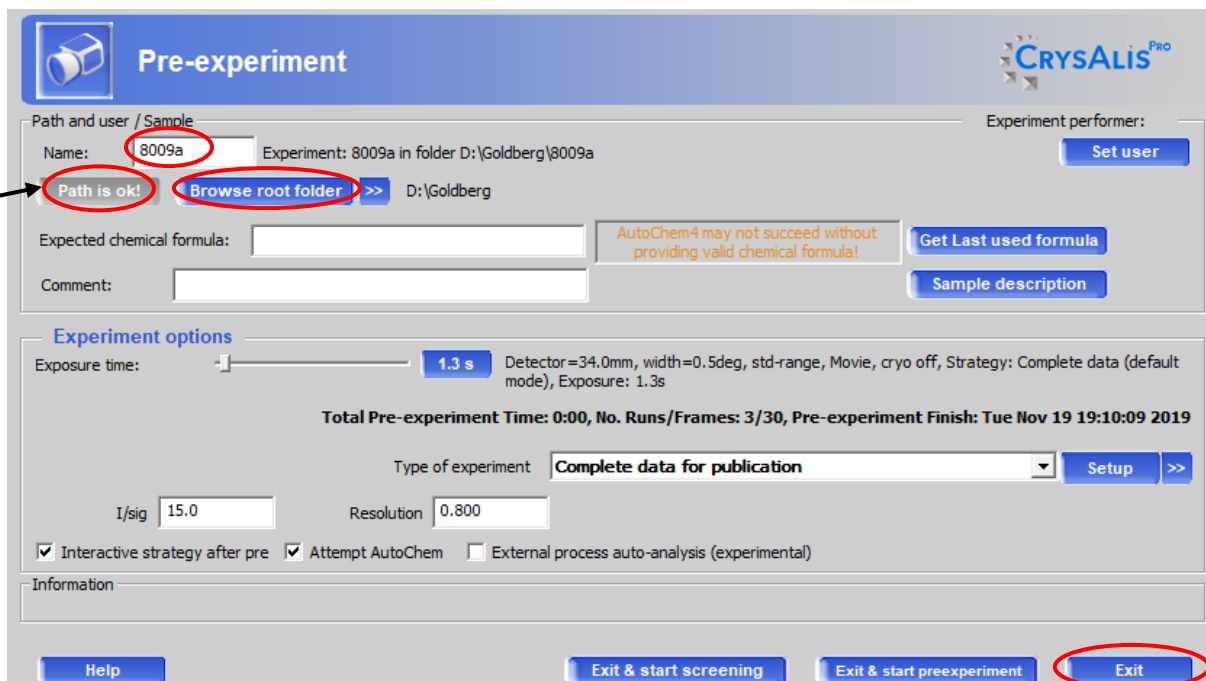 Pre-experiment
CRYSALIS PRO
Path and user / Sample
Experiment performer:
Name: 8009a Experiment: 8009a in folder D:\Goldberg\8009a Set user
Path is ok! Browse root folder >> D:\Goldberg
Expected chemical formula: AutoChem4 may not succeed without providing valid chemical formula! Get Last used formula
Comment: Sample description
Experiment options
Exposure time: 1.3 s Detector=34.0mm, width=0.5deg, std-range, Movie, cryo off, Strategy: Complete data (default
mode), Exposure: 1.3s
Total Pre-experiment Time: 0:00, No. Runs/Frames: 3/30, Pre-experiment Finish: Tue Nov 19 19:10:09 2019
Type of experiment Complete data for publication Setup >>
I/sig 15.0 Resolution 0.800
Interactive strategy after pre Attempt AutoChem External process auto-analysis (experimental)
Information
Help Exit & start screening Exit & start preexperiment Exit